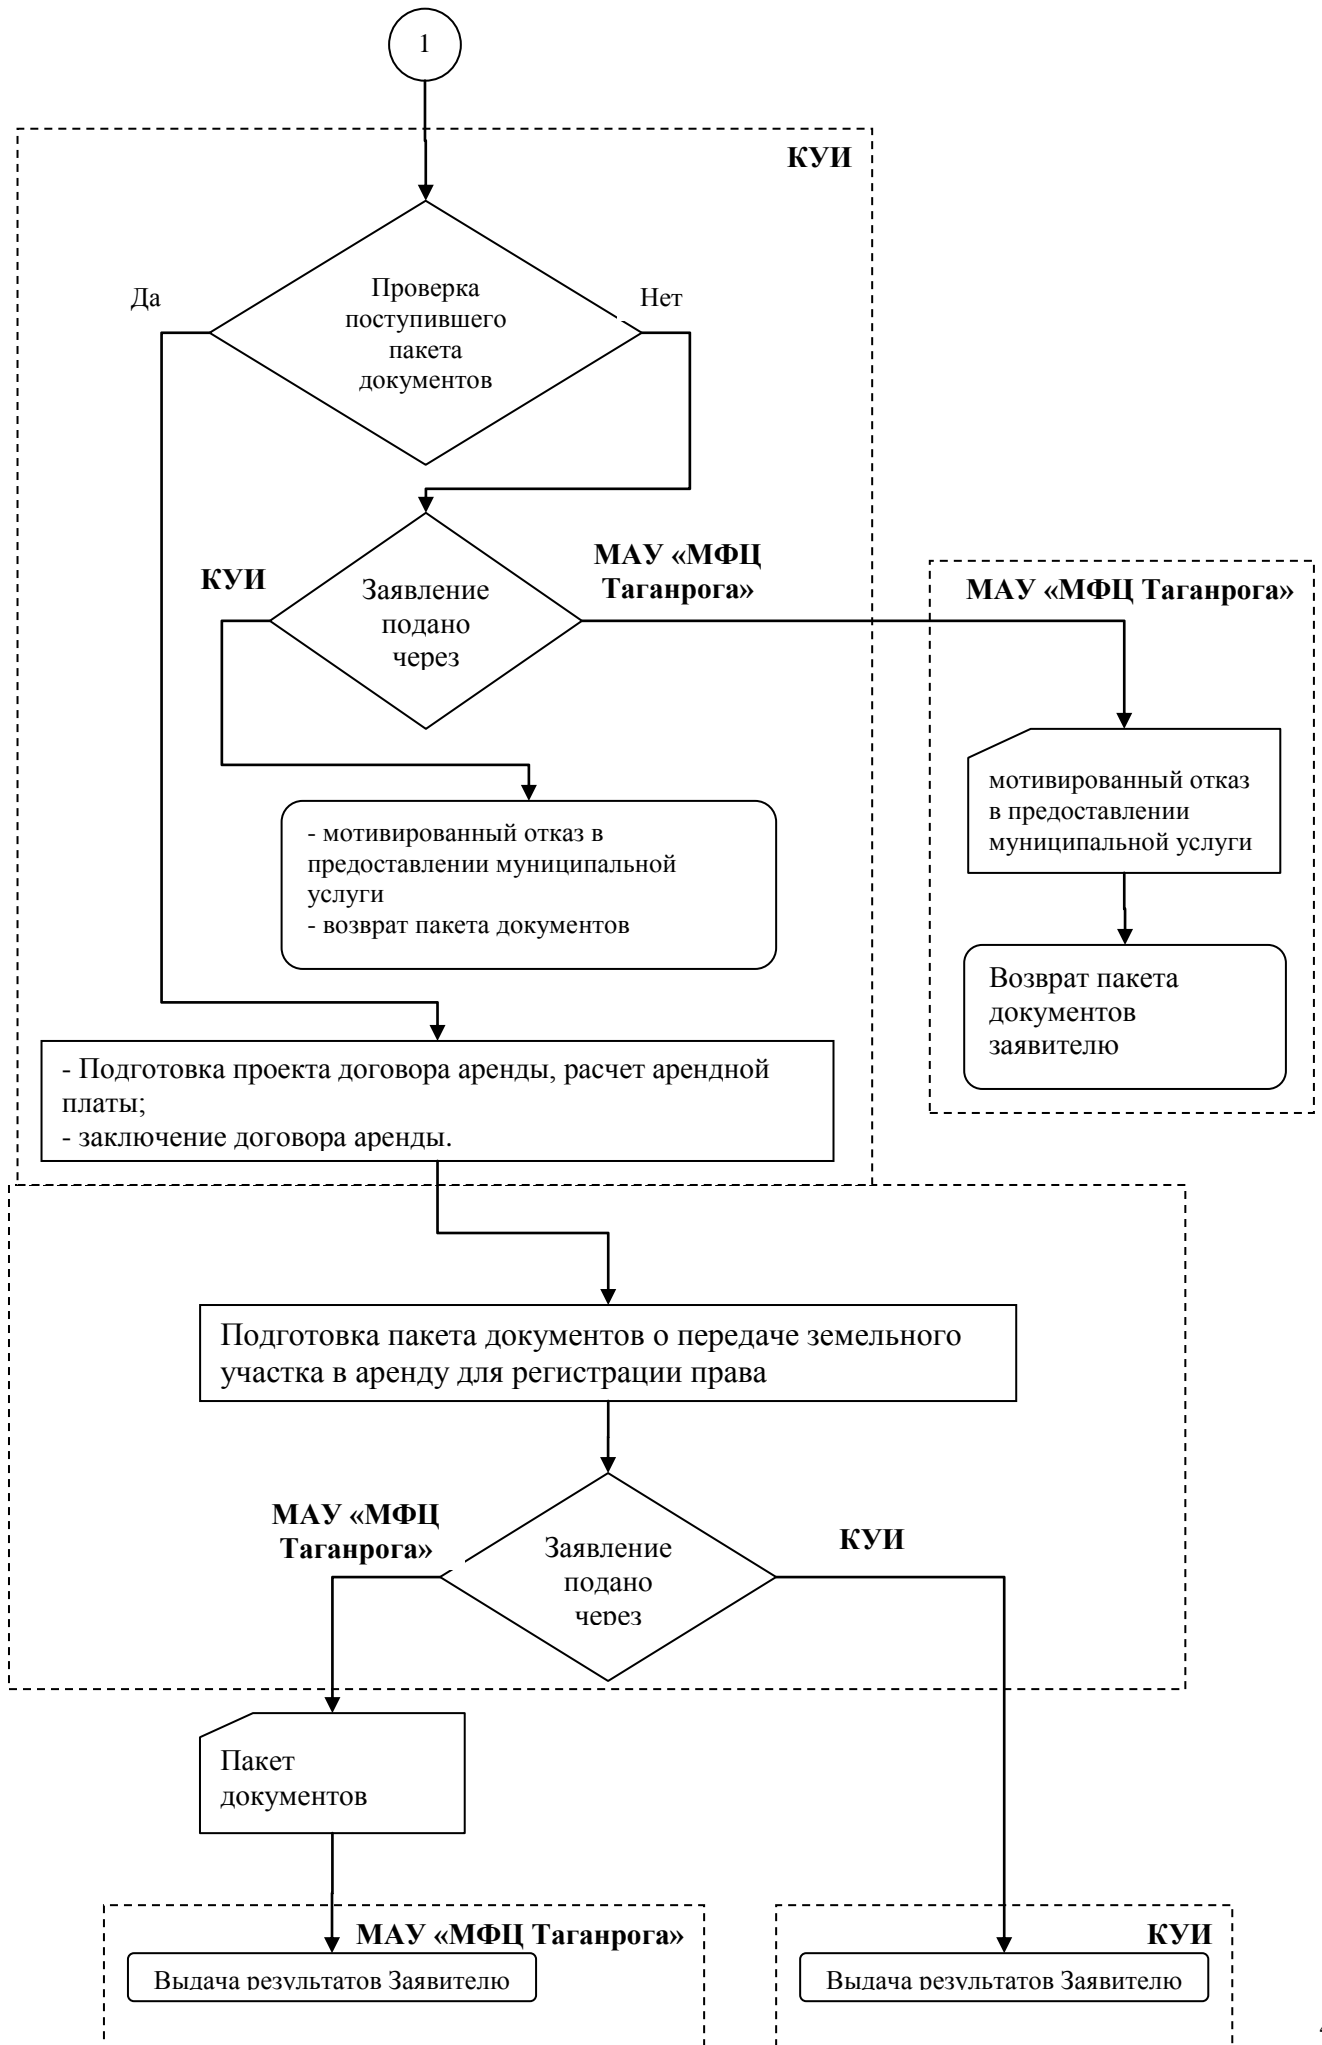 1
КУИ
Да
Нет
Проверка
поступившего
пакета
документов
КУИ
Заявление
подано
через
МАУ «МФЦ
Таганрога»
МАУ «МФЦ Таганрога»
мотивированный отказ
в предоставлении
муниципальной услуги
- мотивированный отказ в
предоставлении муниципальной
услуги
- возврат пакета документов
Возврат пакета
документов
заявителю
- Подготовка проекта договора аренды, расчет арендной
платы;
- заключение договора аренды.
Подготовка пакета документов о передаче земельного
участка в аренду для регистрации права
МАУ «МФЦ
Таганрога»
Заявление
подано
через
КУИ
Пакет
документов
МАУ «МФЦ Таганрога»
Выдача результатов Заявителю
КУИ
Выдача результатов Заявителю